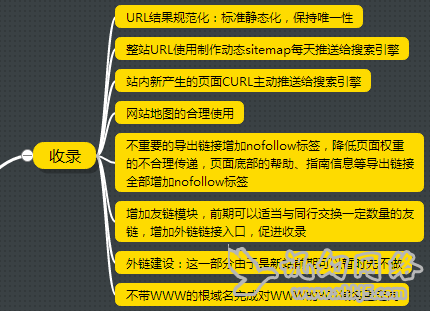 收录
URL结果规范化：标准静态化，保持唯一性
整站URL使用制作动态sitemap每天推送给搜索引擎
站内新产生的页面CURL主动推送给搜索引擎
网站地图的合理使用
不重要的导出链接增加nofollow标签，降低页面权重
的不合理传递，页面底部的帮助、指南信息等导出链接
全部增加nofollow标签
增加友链模块，前期可以适当与同行交换一定数量的友
链，增加外链链接入口，促进收录
外链建设：这一部分由于是新站前期可以暂时先不做
不带WWW的根域名完成对WWW的